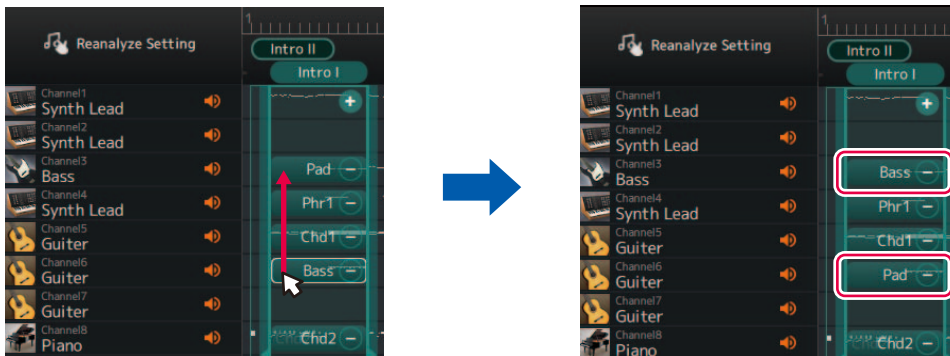 1
Reanalyze Setting
Intro II
Intro I
Channel1
Synth Lead
+
Channel2
Synth Lead
Channel3
Bass
Pad −
Channel4
Synth Lead
Phr1 −
Channel5
Guiter
Chd1 −
Channel6
Guiter
Bass −
Channel7
Guiter
Channel8
Piano
Chd2 −
1
Reanalyze Setting
Intro II
Intro I
Channel1
Synth Lead
+
Channel2
Synth Lead
Channel3
Bass
Bass −
Channel4
Synth Lead
Phr1 −
Channel5
Guiter
Chd1 −
Channel6
Guiter
Pad −
Channel7
Guiter
Channel8
Piano
Chd2 −